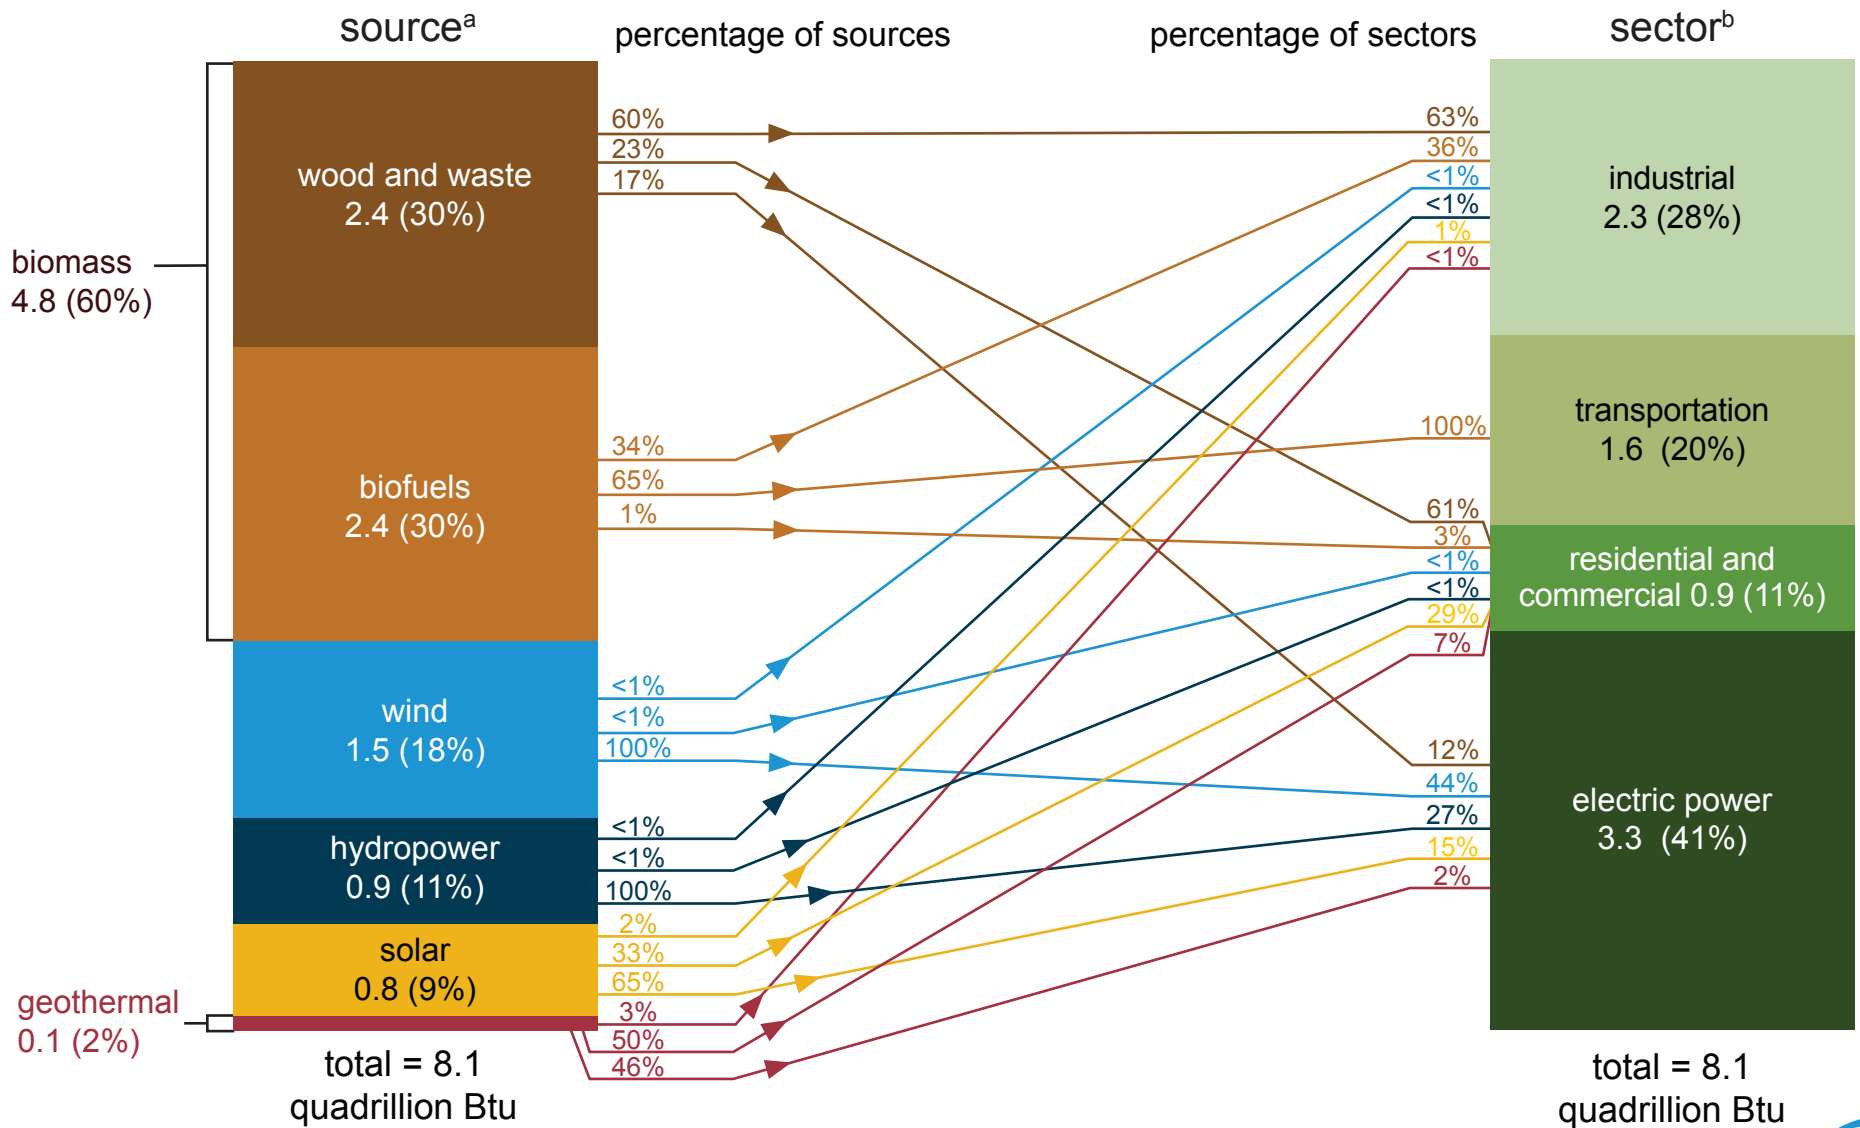 sourceᵃ
percentage of sources
percentage of sectors
sectorᵇ
biomass
4.8 (60%)
wood and waste
2.4 (30%)
60%
23%
17%
biofuels
2.4 (30%)
34%
65%
1%
wind
1.5 (18%)
<1%
<1%
100%
hydropower
0.9 (11%)
<1%
<1%
100%
solar
0.8 (9%)
2%
33%
65%
geothermal
0.1 (2%)
3%
50%
46%
total = 8.1
quadrillion Btu
63%
36%
<1%
<1%
1%
<1%
industrial
2.3 (28%)
100%
transportation
1.6 (20%)
61%
3%
<1%
<1%
29%
7%
residential and
commercial 0.9 (11%)
12%
44%
27%
15%
2%
electric power
3.3 (41%)
total = 8.1
quadrillion Btu